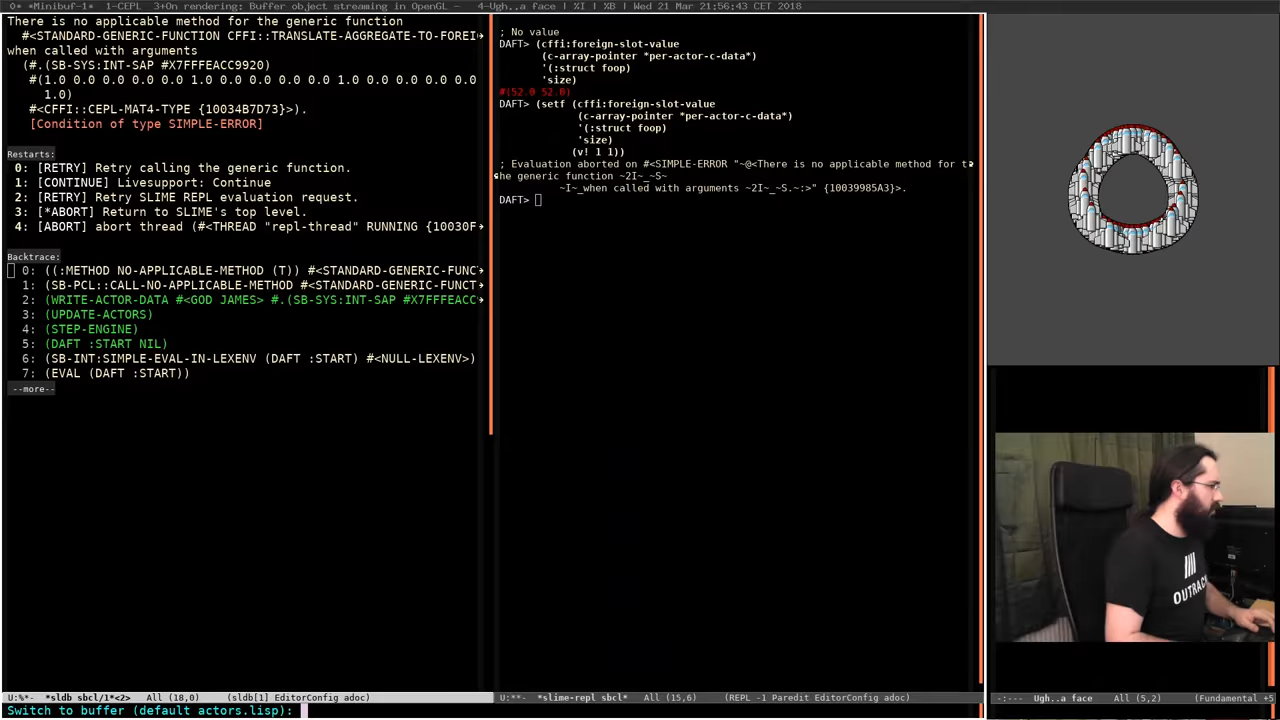 0* *Minibuf-1*  1-CEPL  3+On rendering: Buffer object streaming in OpenGL -  4-Ugh..a face | %I | %B | Wed 21 Mar 21:56:43 CET 2018
There is no applicable method for the generic function
#<STANDARD-GENERIC-FUNCTION CFFI::TRANSLATE-AGGREGATE-TO-FOREI
when called with arguments
(#.(SB-SYS:INT-SAP #X7FFFEACC9920)
#(1.0 0.0 0.0 0.0 0.0 1.0 0.0 0.0 0.0 0.0 1.0 0.0 0.0 0.0 0.0
1.0)
#<CFFI::CEPL-MAT4-TYPE {10034B7D73}>).
[Condition of type SIMPLE-ERROR]
Restarts:
0: [RETRY] Retry calling the generic function.
1: [CONTINUE] Livesupport: Continue
2: [RETRY] Retry SLIME REPL evaluation request.
3: [*ABORT] Return to SLIME's top level.
4: [ABORT] abort thread (#<THREAD "repl-thread" RUNNING {10030F
Backtrace:
0: ((:METHOD NO-APPLICABLE-METHOD (T)) #<STANDARD-GENERIC-FUNCT
1: (SB-PCL::CALL-NO-APPLICABLE-METHOD #<STANDARD-GENERIC-FUNCT
2: (WRITE-ACTOR-DATA #<GOD JAMES> #.(SB-SYS:INT-SAP #X7FFFEACC9
3: (UPDATE-ACTORS)
4: (STEP-ENGINE)
5: (DAFT :START NIL)
6: (SB-INT:SIMPLE-EVAL-IN-LEXENV (DAFT :START) #<NULL-LEXENV>)
7: (EVAL (DAFT :START))
--more--
; No value
DAFT> (cffi:foreign-slot-value
(c-array-pointer *per-actor-c-data*)
'(:struct foop)
'size)
#(52.0 52.0)
DAFT> (setf (cffi:foreign-slot-value
(c-array-pointer *per-actor-c-data*)
'(:struct foop)
'size)
(v! 1 1))
; Evaluation aborted on #<SIMPLE-ERROR "~@<There is no applicable method for t
he generic function ~2I~_~S~
~I~_when called with arguments ~2I~_~S.~:>" {10039985A3}>.
DAFT>
OUTRAC
U:%*-  *sldb sbcl/1*<2>   All (18,0)   (sldb[1] EditorConfig adoc)
U:**-  *slime-repl sbcl*   All (15,6)   (REPL -1 Paredit EditorConfig adoc)
-:---  Ugh..a face   All (5,2)   (Fundamental +5
Switch to buffer (default actors.lisp):